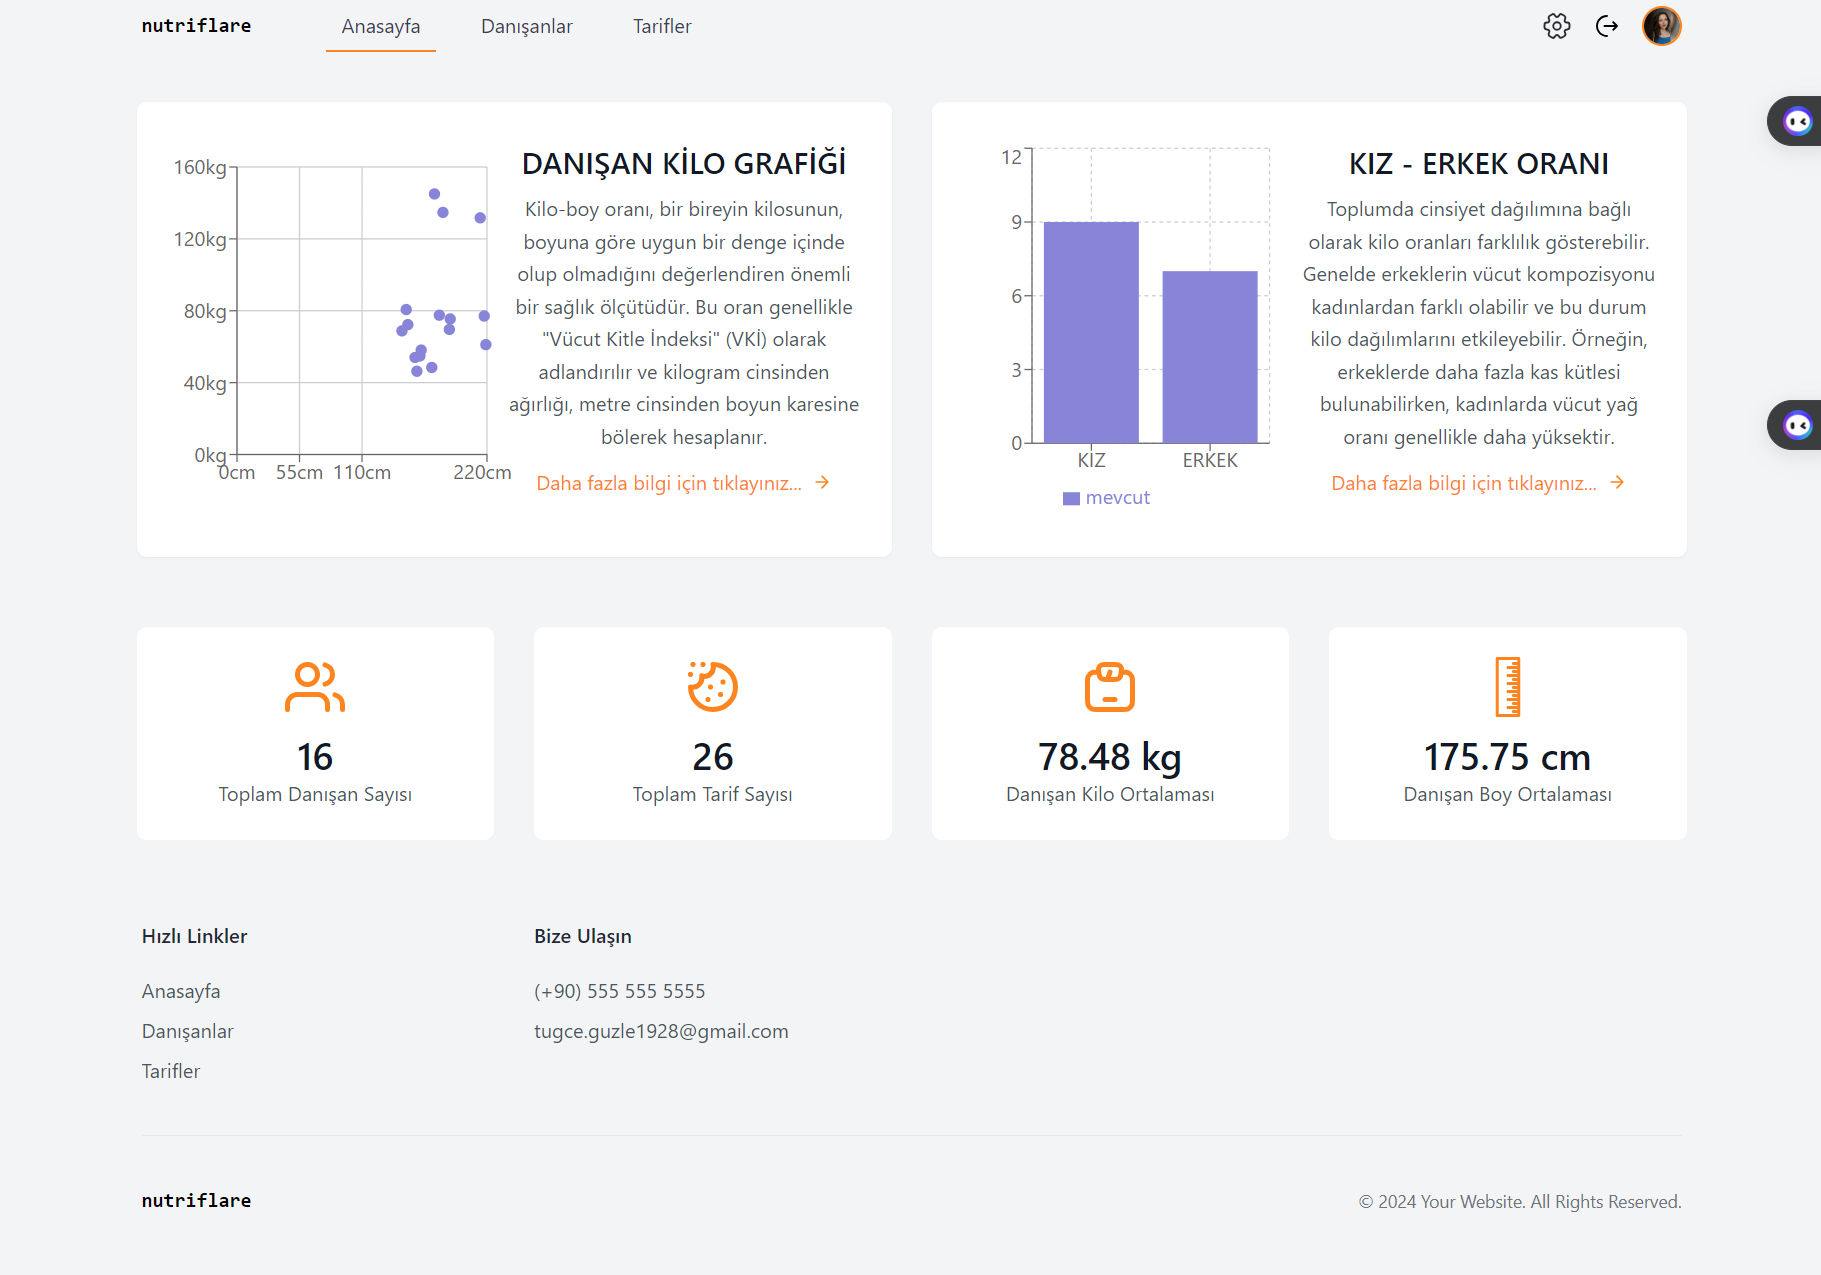 nutriflare
Anasayfa
Danışanlar
Tarifler
160kg
120kg
80kg
40kg
0kg
0cm
55cm
110cm
220cm
DANIŞAN KİLO GRAFİĞİ
Kilo-boy oranı, bir bireyin kilosunun,
boyuna göre uygun bir denge içinde
olup olmadığını değerlendiren önemli
bir sağlık ölçütüdür. Bu oran genellikle
"Vücut Kitle İndeksi" (VKİ) olarak
adlandırılır ve kilogram cinsinden
ağırlığı, metre cinsinden boyun karesine
bölerek hesaplanır.
Daha fazla bilgi için tıklayınız...
12
9
6
3
0
KIZ
ERKEK
mevcut
KIZ - ERKEK ORANI
Toplumda cinsiyet dağılımına bağlı
olarak kilo oranları farklılık gösterebilir.
Genelde erkeklerin vücut kompozisyonu
kadınlardan farklı olabilir ve bu durum
kilo dağılımlarını etkileyebilir. Örneğin,
erkeklerde daha fazla kas kütlesi
bulunabilirken, kadınlarda vücut yağ
oranı genellikle daha yüksektir.
Daha fazla bilgi için tıklayınız...
16
Toplam Danışan Sayısı
26
Toplam Tarif Sayısı
78.48 kg
Danışan Kilo Ortalaması
175.75 cm
Danışan Boy Ortalaması
Hızlı Linkler
Anasayfa
Danışanlar
Tarifler
Bize Ulaşın
(+90) 555 555 5555
tugce.guzle1928@gmail.com
nutriflare
© 2024 Your Website. All Rights Reserved.